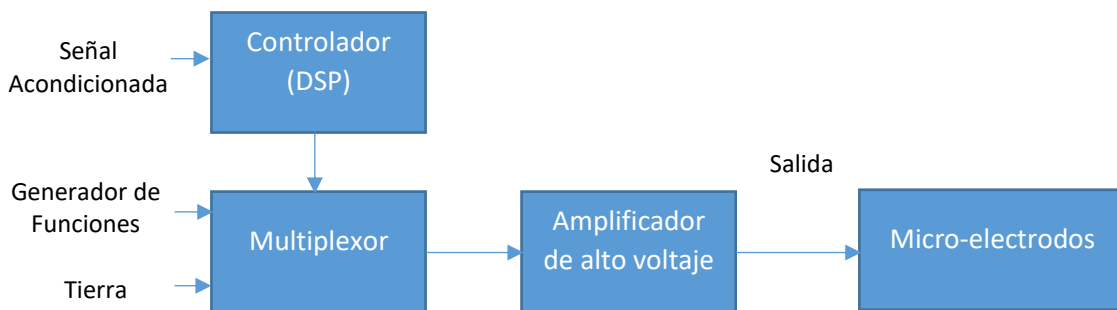 Señal
Acondicionada
Controlador
(DSP)
Salida
Generador de
Funciones
Tierra
Multiplexor
Amplificador
de alto voltaje
Micro-electrodos